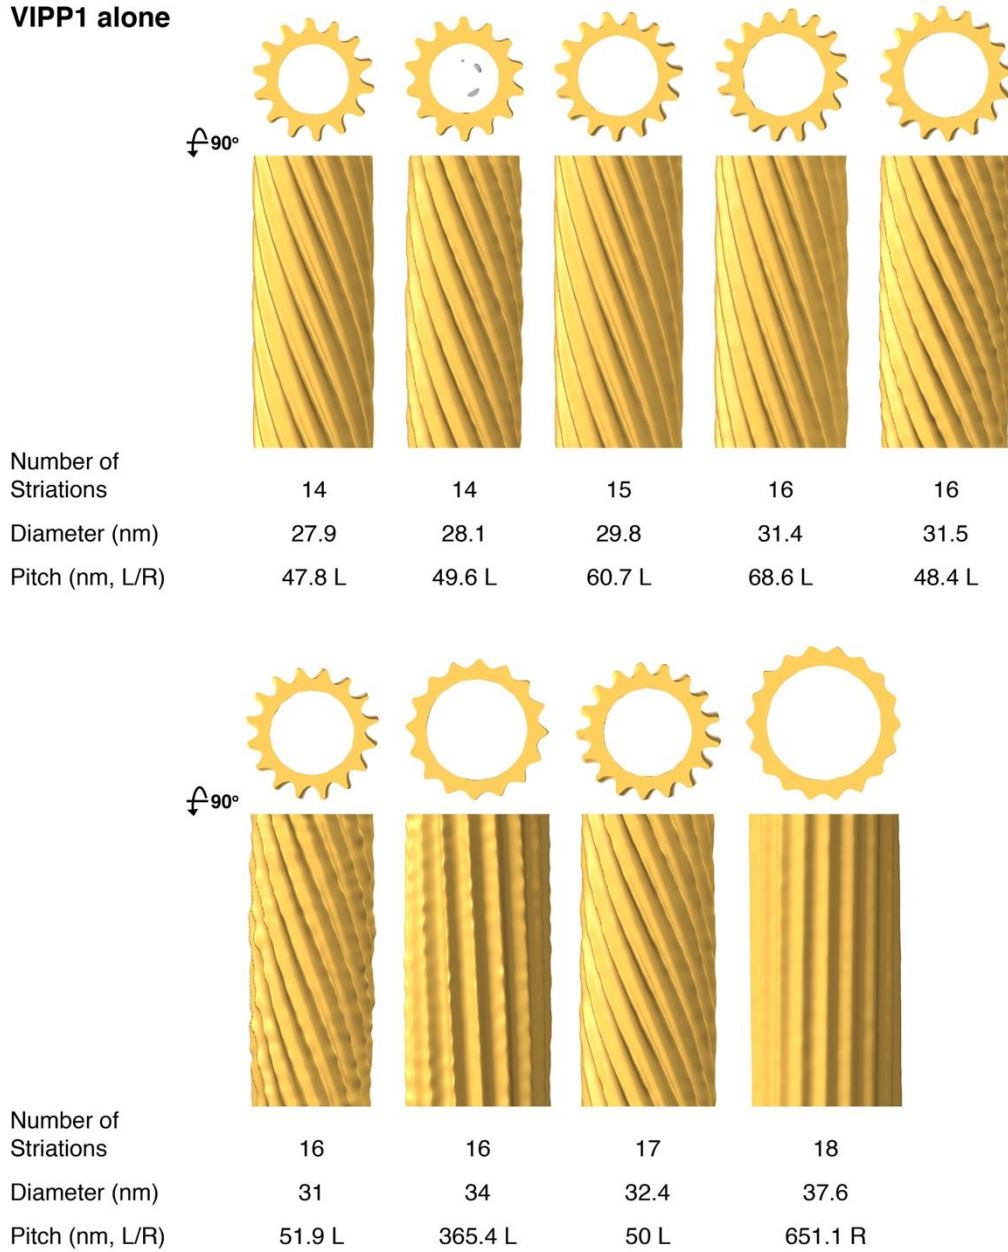 VIPP1 alone
90°
Number of
Striations 14 14 15 16 16
Diameter (nm) 27.9 28.1 29.8 31.4 31.5
Pitch (nm, L/R) 47.8 L 49.6 L 60.7 L 68.6 L 48.4 L
90°
Number of
Striations 16 16 17 18
Diameter (nm) 31 34 32.4 37.6
Pitch (nm, L/R) 51.9 L 365.4 L 50 L 651.1 R